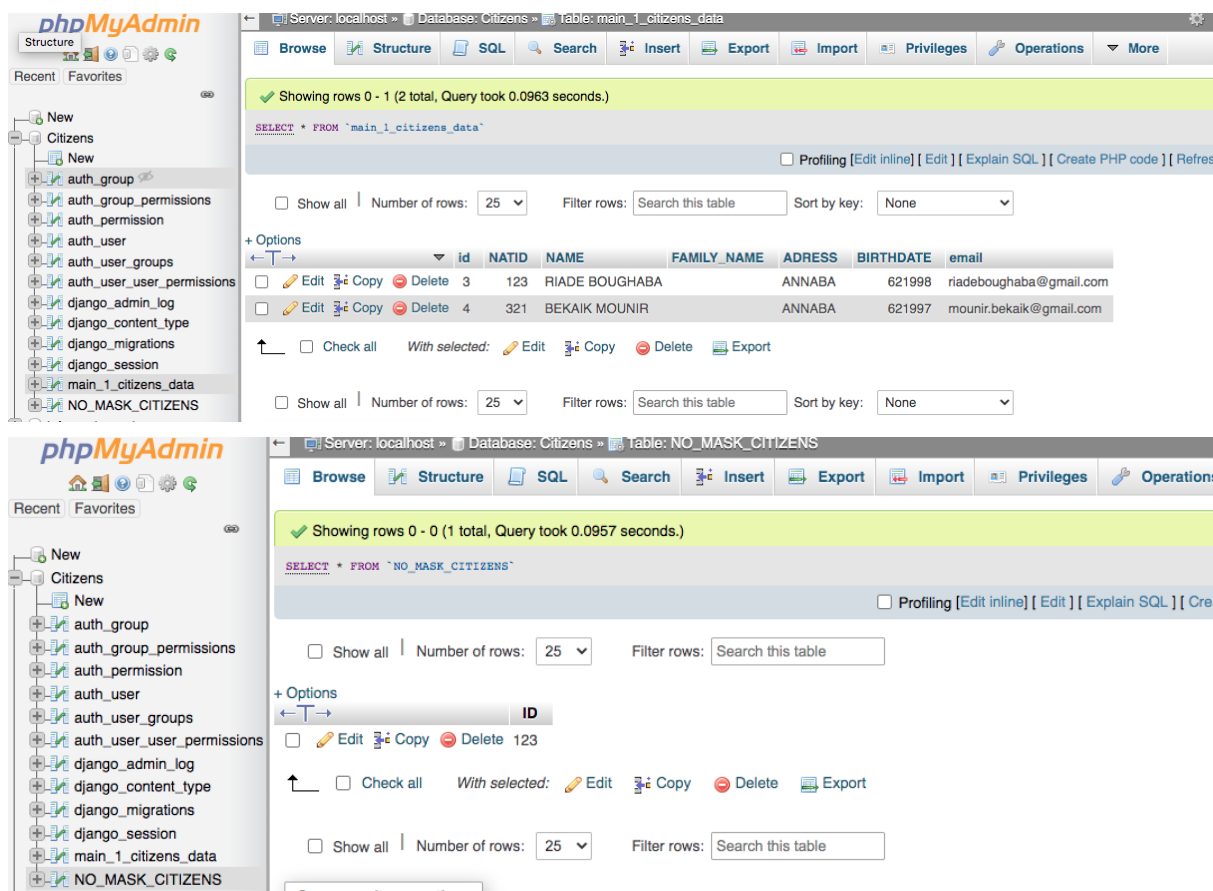 phpMyAdmin
Structure
Recent Favorites
New
Citizens
New
auth_group
auth_group_permissions
auth_permission
auth_user
auth_user_groups
auth_user_user_permissions
django_admin_log
django_content_type
django_migrations
django_session
main_1_citizens_data
NO_MASK_CITIZENS
Server: localhost » Database: Citizens » Table: main_1_citizens_data
Browse Structure SQL Search Insert Export Import Privileges Operations More
Showing rows 0 - 1 (2 total, Query took 0.0963 seconds.)
SELECT * FROM `main_1_citizens_data`
Profiling [Edit inline] [ Edit ] [ Explain SQL ] [ Create PHP code ] [ Refres
Show all | Number of rows: 25 Filter rows: Search this table Sort by key: None
+ Options
id NATID NAME FAMILY_NAME ADRESS BIRTHDATE email
Edit Copy Delete 3 123 RIADE BOUGHABA ANNABA 621998 riadeboughaba@gmail.com
Edit Copy Delete 4 321 BEKAIK MOUNIR ANNABA 621997 mounir.bekaik@gmail.com
Check all With selected: Edit Copy Delete Export
Show all | Number of rows: 25 Filter rows: Search this table Sort by key: None
phpMyAdmin
Recent Favorites
New
Citizens
New
auth_group
auth_group_permissions
auth_permission
auth_user
auth_user_groups
auth_user_user_permissions
django_admin_log
django_content_type
django_migrations
django_session
main_1_citizens_data
NO_MASK_CITIZENS
Server: localhost » Database: Citizens » Table: NO_MASK_CITIZENS
Browse Structure SQL Search Insert Export Import Privileges Operations
Showing rows 0 - 0 (1 total, Query took 0.0957 seconds.)
SELECT * FROM `NO_MASK_CITIZENS`
Profiling [Edit inline] [ Edit ] [ Explain SQL ] [ Cre
Show all | Number of rows: 25 Filter rows: Search this table
+ Options
ID
Edit Copy Delete 123
Check all With selected: Edit Copy Delete Export
Show all | Number of rows: 25 Filter rows: Search this table